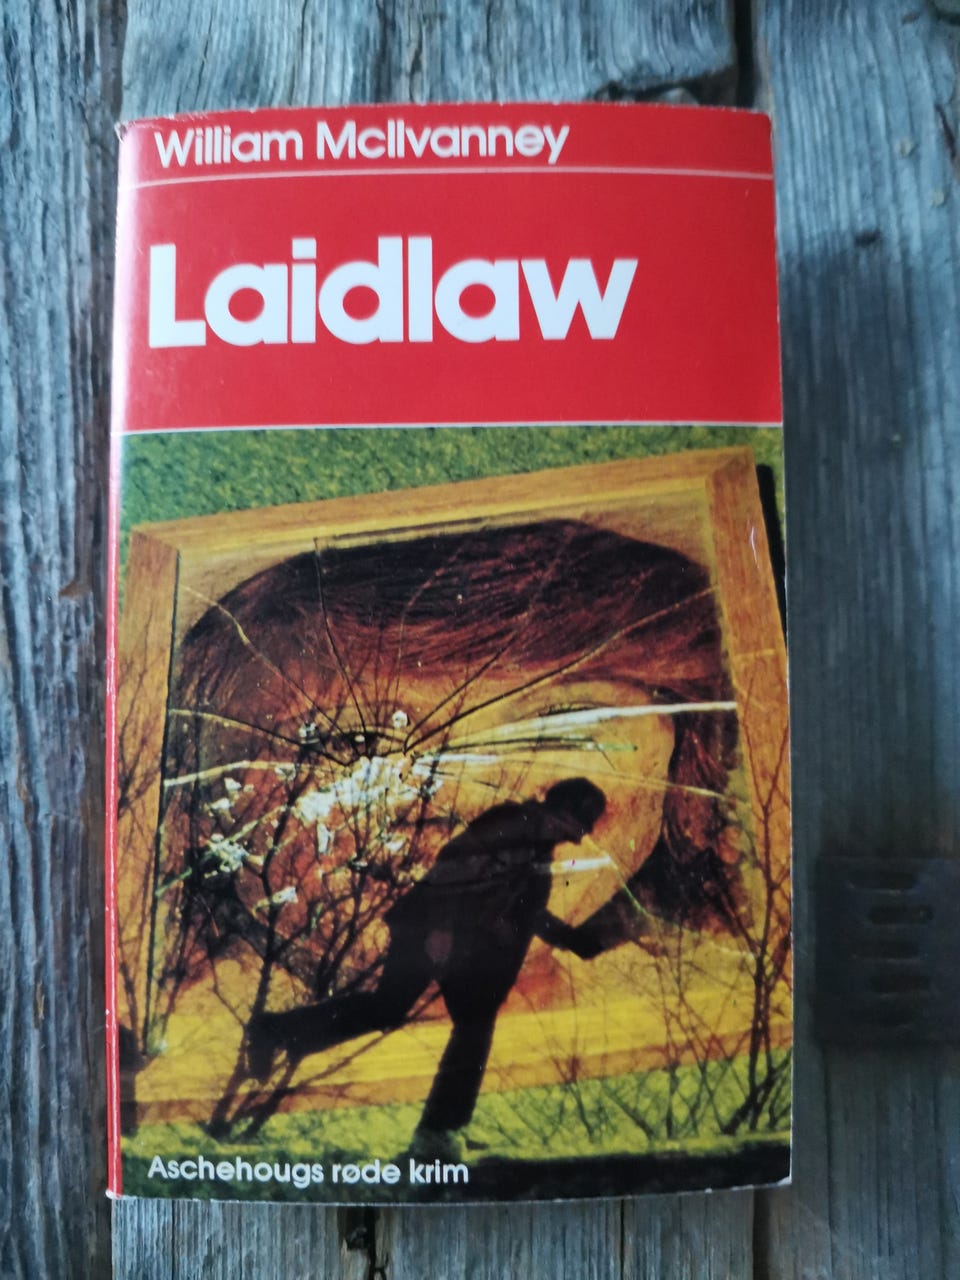 William McIlvanney
Laidlaw
Aschehougs røde krim